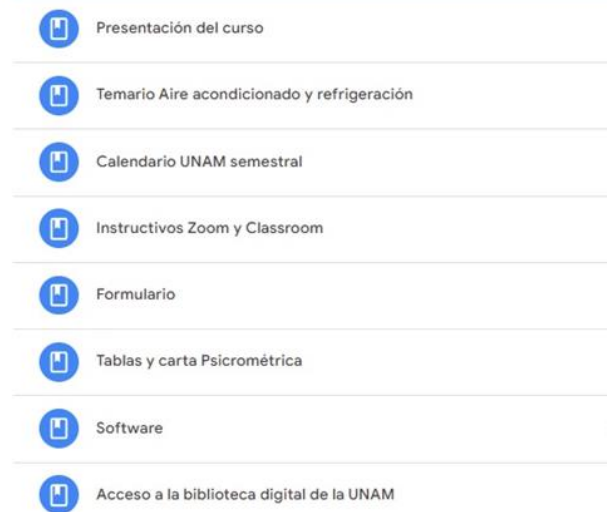 Presentación del curso
Temario Aire acondicionado y refrigeración
Calendario UNAM semestral
Instructivos Zoom y Classroom
Formulario
Tablas y carta Psicrométrica
Software
Acceso a la biblioteca digital de la UNAM